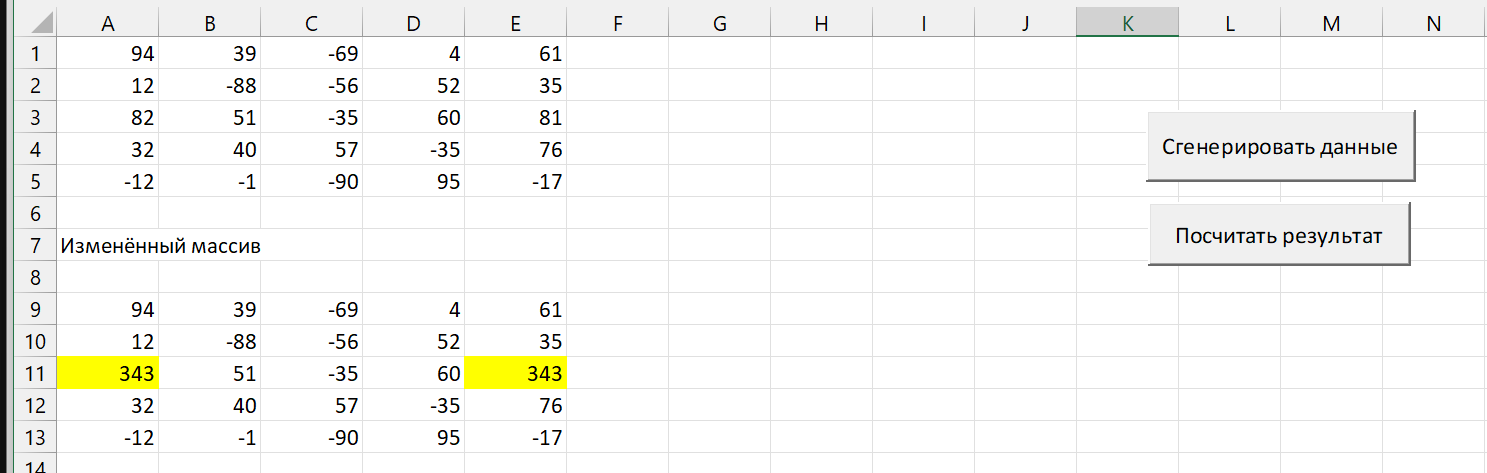 A B C D E F G H I J K L M N
1 94 39 -69 4 61
2 12 -88 -56 52 35
3 82 51 -35 60 81
Сгенерировать данные
4 32 40 57 -35 76
5 -12 -1 -90 95 -17
6
7 Изменённый массив
Посчитать результат
8
9 94 39 -69 4 61
10 12 -88 -56 52 35
11 343 51 -35 60 343
12 32 40 57 -35 76
13 -12 -1 -90 95 -17
14